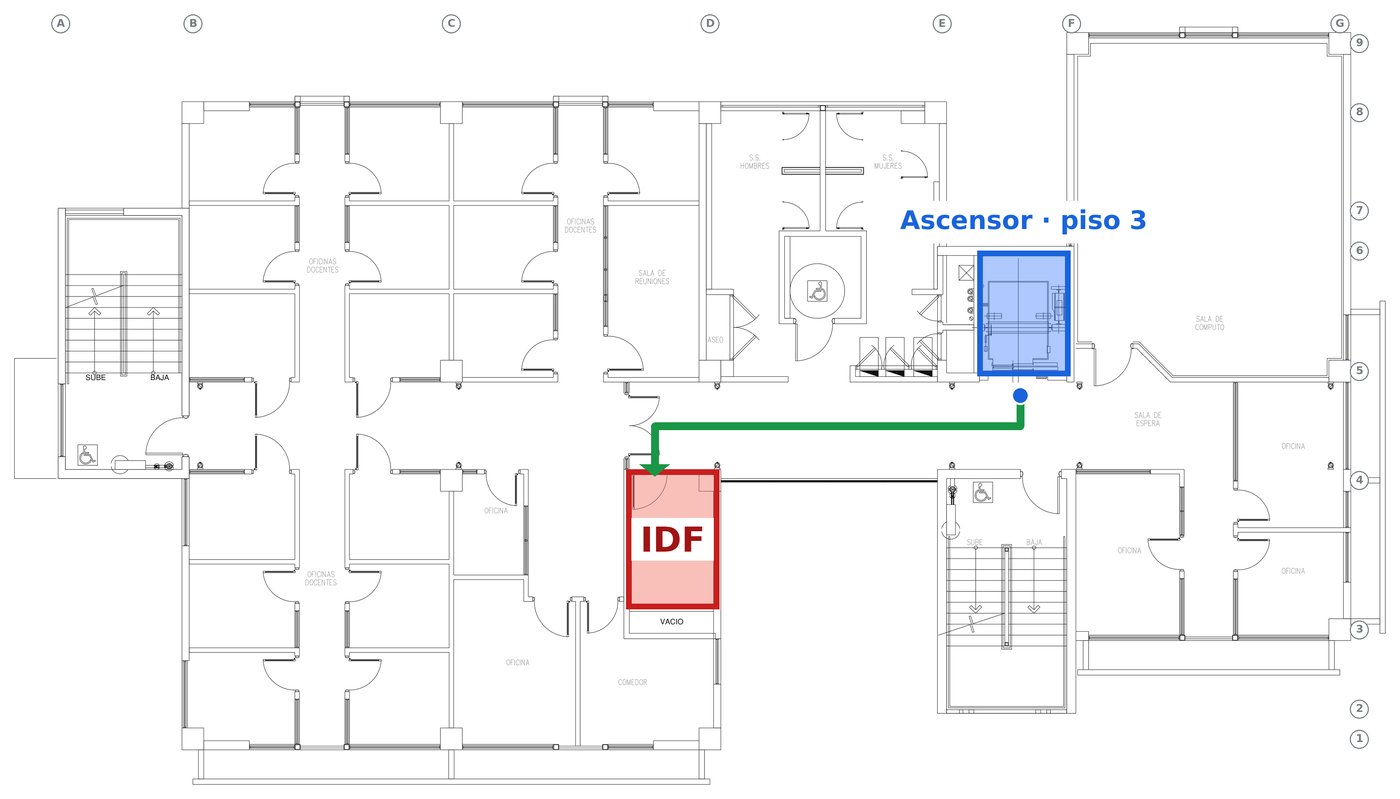 A
B
C
D
E
F
G
9
8
7
6
5
4
3
2
1
S.S.
HOMBRES
S.S.
MUJERES
Ascensor · piso 3
OFICINAS
DOCENTES
OFICINAS
DOCENTES
SALA DE
REUNIONES
SALA DE
COMPUTO
ASEO
SUBE
BAJA
SALA DE
ESPERA
OFICINA
OFICINA
IDF
SUBE
BAJA
OFICINA
OFICINA
OFICINAS
DOCENTES
VACIO
OFICINA
COMEDOR